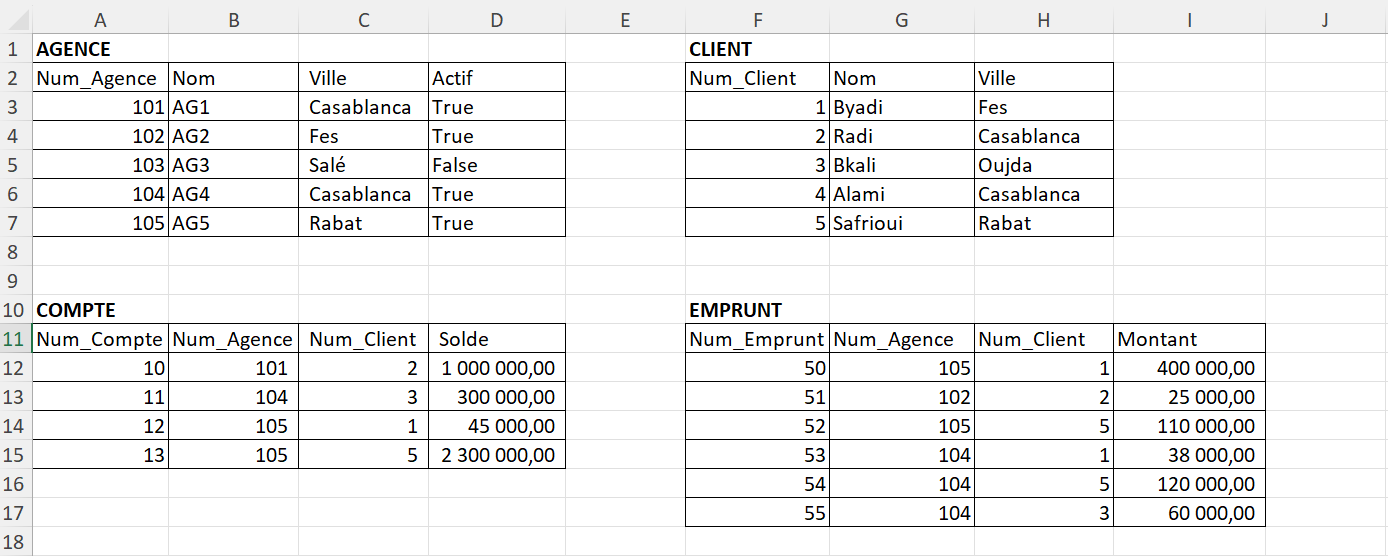 A B C D E F G H I J
1 AGENCE CLIENT
2 Num_Agence Nom Ville Actif Num_Client Nom Ville
3 101 AG1 Casablanca True 1 Byadi Fes
4 102 AG2 Fes True 2 Radi Casablanca
5 103 AG3 Salé False 3 Bkali Oujda
6 104 AG4 Casablanca True 4 Alami Casablanca
7 105 AG5 Rabat True 5 Safrioui Rabat
8
9
10 COMPTE EMPRUNT
11 Num_Compte Num_Agence Num_Client Solde Num_Emprunt Num_Agence Num_Client Montant
12 10 101 2 1 000 000,00 50 105 1 400 000,00
13 11 104 3 300 000,00 51 102 2 25 000,00
14 12 105 1 45 000,00 52 105 5 110 000,00
15 13 105 5 2 300 000,00 53 104 1 38 000,00
16 54 104 5 120 000,00
17 55 104 3 60 000,00
18